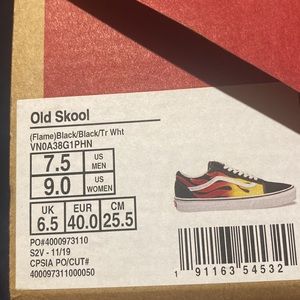 Old Skool
(Flame)Black/Black/Tr Wht
VN0A38G1PHN
7.5 US MEN
9.0 US WOMEN
UK EUR CM
6.5 40.0 25.5
PO#4000973110
S2V - 11/19
CPSIA PO/CUT#
400097311000050
1 91163 54532